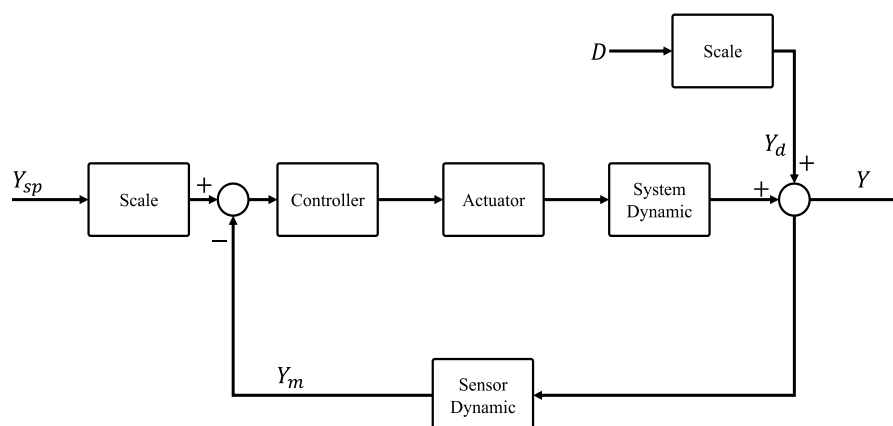 D
Scale
Y_d
+
Y_sp
Scale
+
Controller
Actuator
System
Dynamic
+
Y
−
Y_m
Sensor
Dynamic